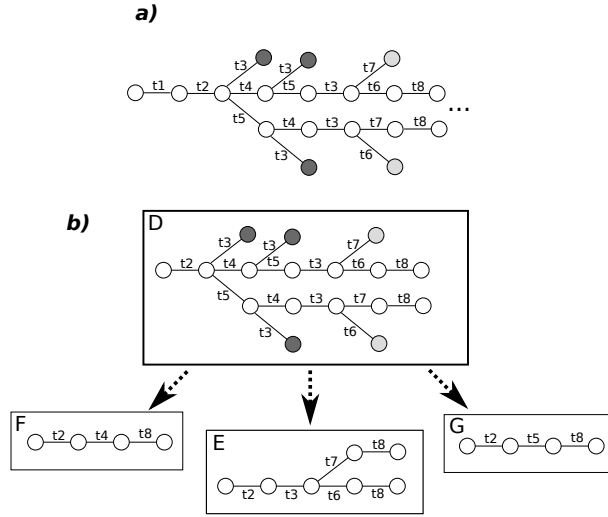 a)
t3 t3 t7
t1 t2 t4 t5 t3 t6 t8 ...
t5 t4 t3 t7 t8
t3 t6
b) D
t3 t3 t7
t2 t4 t5 t3 t6 t8
t5 t4 t3 t7 t8
t3 t6
F
t2 t4 t8
E
t8
t7
t2 t3 t6 t8
G
t2 t5 t8